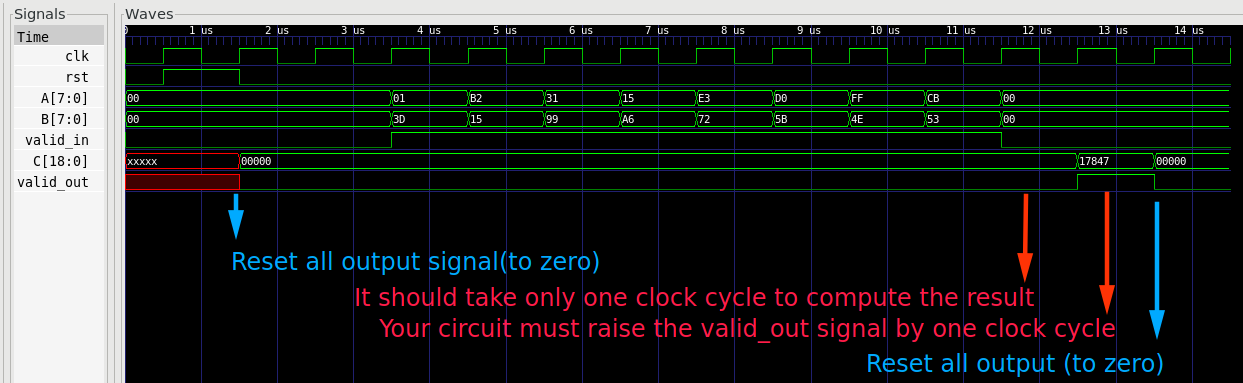 Signals Waves
Time 0 1 us 2 us 3 us 4 us 5 us 6 us 7 us 8 us 9 us 10 us 11 us 12 us 13 us 14 us
clk
rst
A[7:0] 00 01 B2 31 15 E3 D0 FF CB 00
B[7:0] 00 3D 15 99 A6 72 5B 4E 53 00
valid_in
C[18:0] xxxxx 00000 17847 00000
valid_out
Reset all output signal(to zero)
It should take only one clock cycle to compute the result
Your circuit must raise the valid_out signal by one clock cycle
Reset all output (to zero)